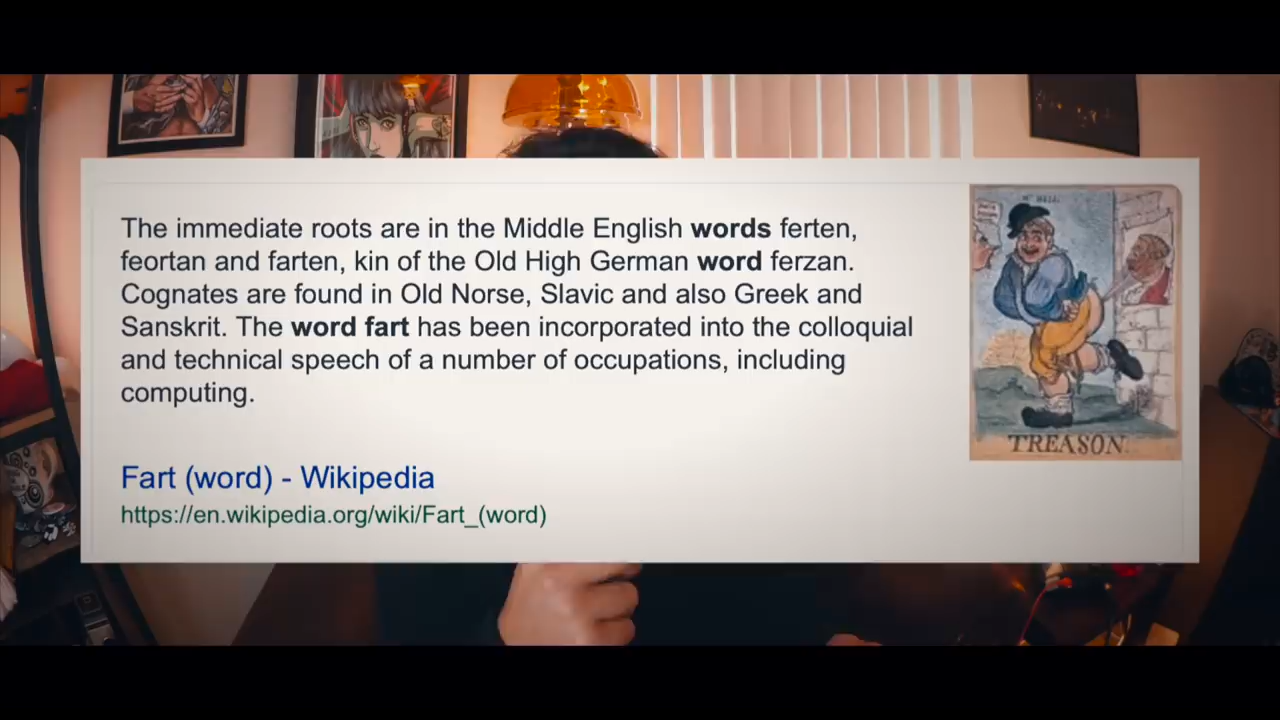 The immediate roots are in the Middle English words ferten,
feortan and farten, kin of the Old High German word ferzan.
Cognates are found in Old Norse, Slavic and also Greek and
Sanskrit. The word fart has been incorporated into the colloquial
and technical speech of a number of occupations, including
computing.
Fart (word) - Wikipedia
https://en.wikipedia.org/wiki/Fart_(word)
TREASON